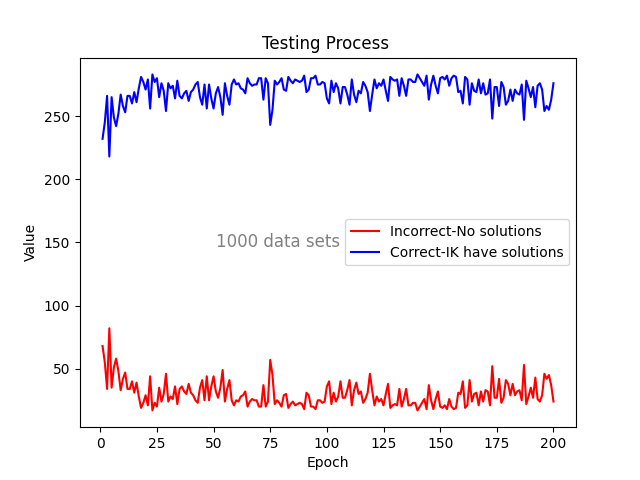 Testing Process
Value
250
200
150
100
50
1000 data sets
Incorrect-No solutions
Correct-IK have solutions
0
25
50
75
100
125
150
175
200
Epoch